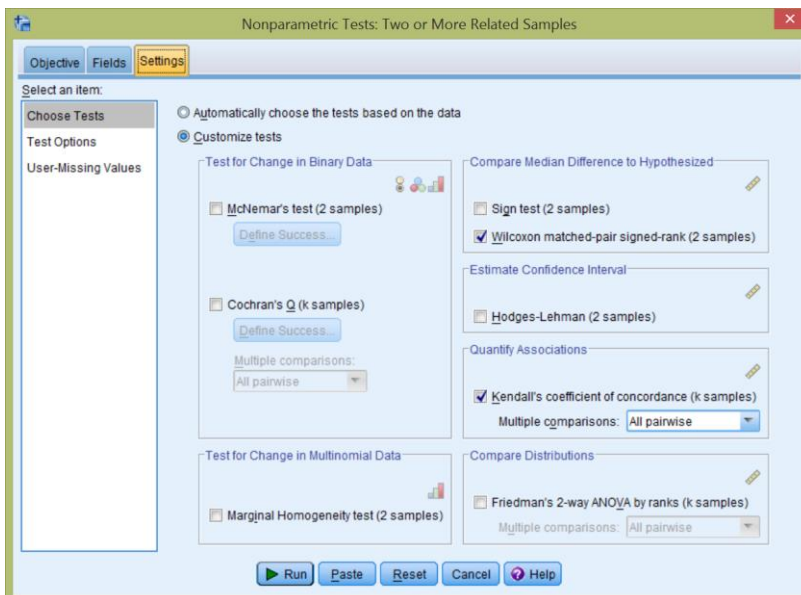 Nonparametric Tests: Two or More Related Samples
Objective Fields Settings
Select an item:
Choose Tests
Test Options
User-Missing Values
Automatically choose the tests based on the data
Customize tests
Test for Change in Binary Data
McNemar's test (2 samples)
Define Success...
Cochran's Q (k samples)
Define Success...
Multiple comparisons:
All pairwise
Test for Change in Multinomial Data
Marginal Homogeneity test (2 samples)
Compare Median Difference to Hypothesized
Sign test (2 samples)
Wilcoxon matched-pair signed-rank (2 samples)
Estimate Confidence Interval
Hodges-Lehman (2 samples)
Quantify Associations
Kendall's coefficient of concordance (k samples)
Multiple comparisons: All pairwise
Compare Distributions
Friedman's 2-way ANOVA by ranks (k samples)
Multiple comparisons: All pairwise
Run Paste Reset Cancel Help